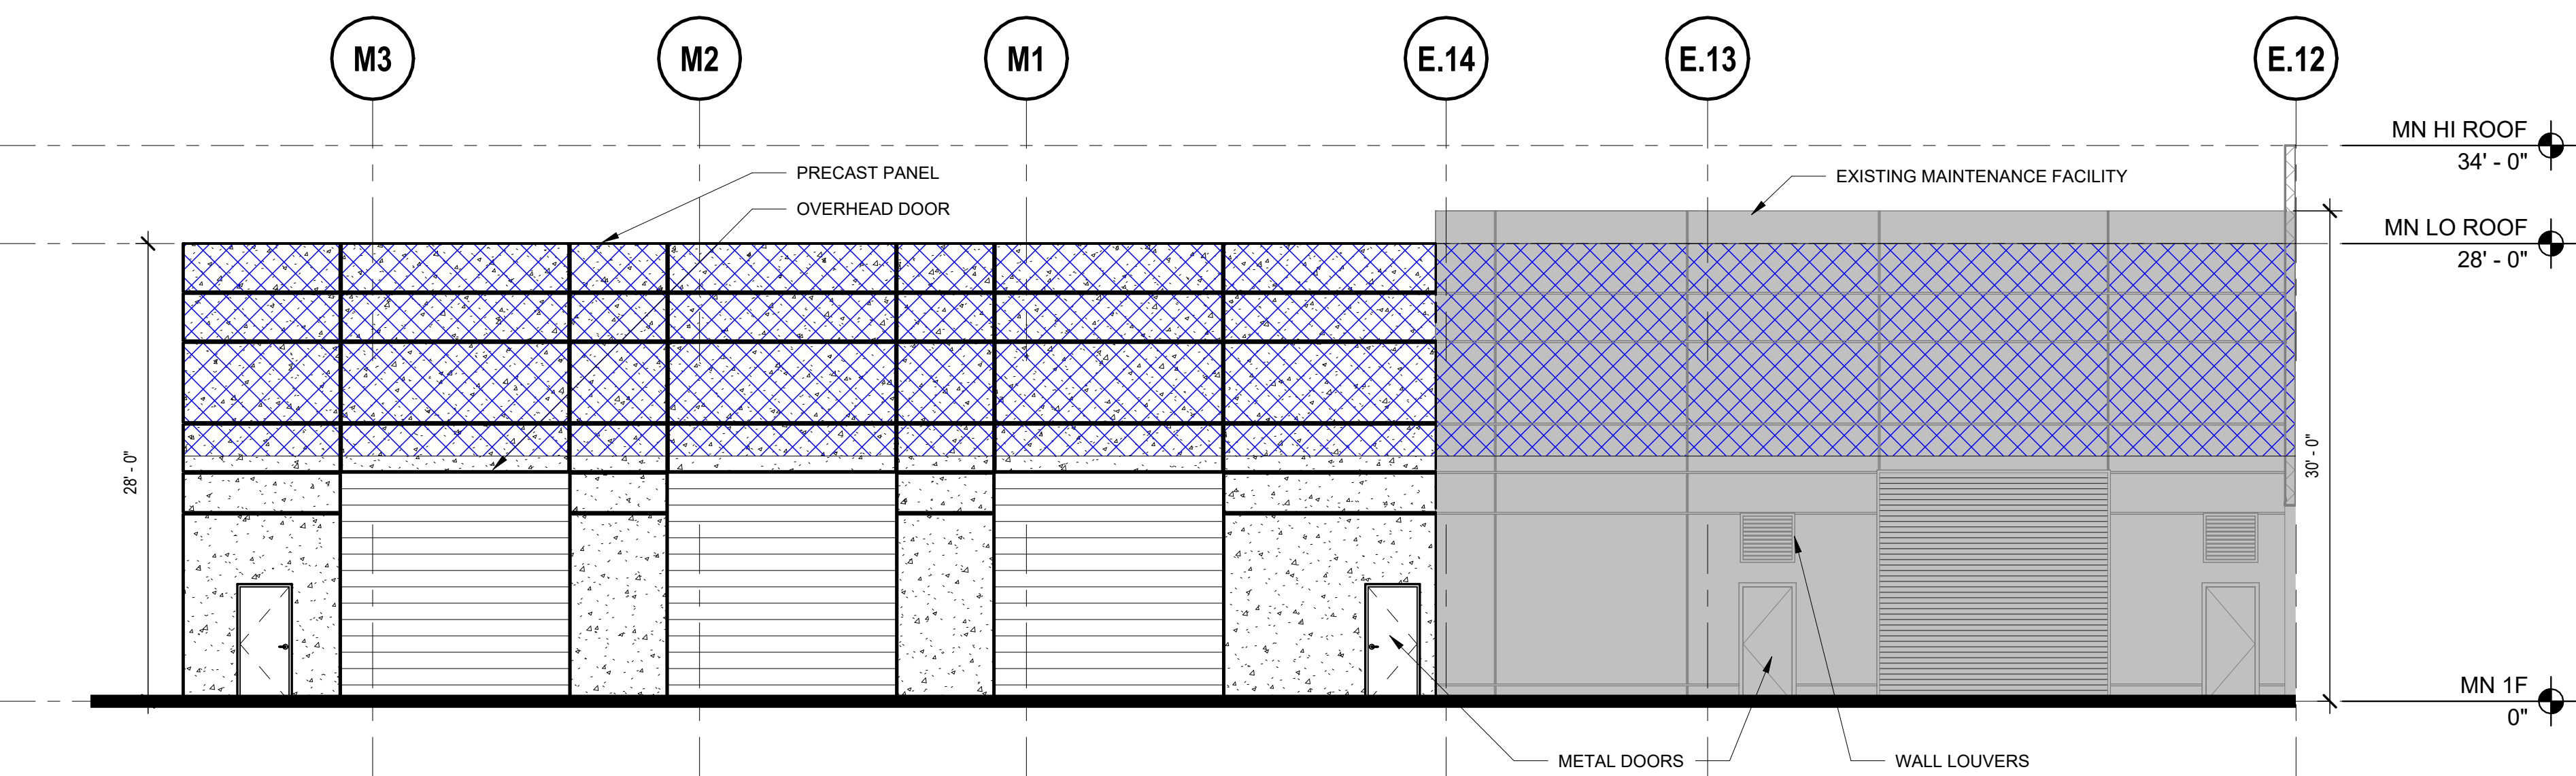 M3
M2
M1
E.14
E.13
E.12
MN HI ROOF
34' - 0"
PRECAST PANEL
EXISTING MAINTENANCE FACILITY
OVERHEAD DOOR
MN LO ROOF
28' - 0"
28' - 0"
30' - 0"
MN 1F
0"
METAL DOORS
WALL LOUVERS